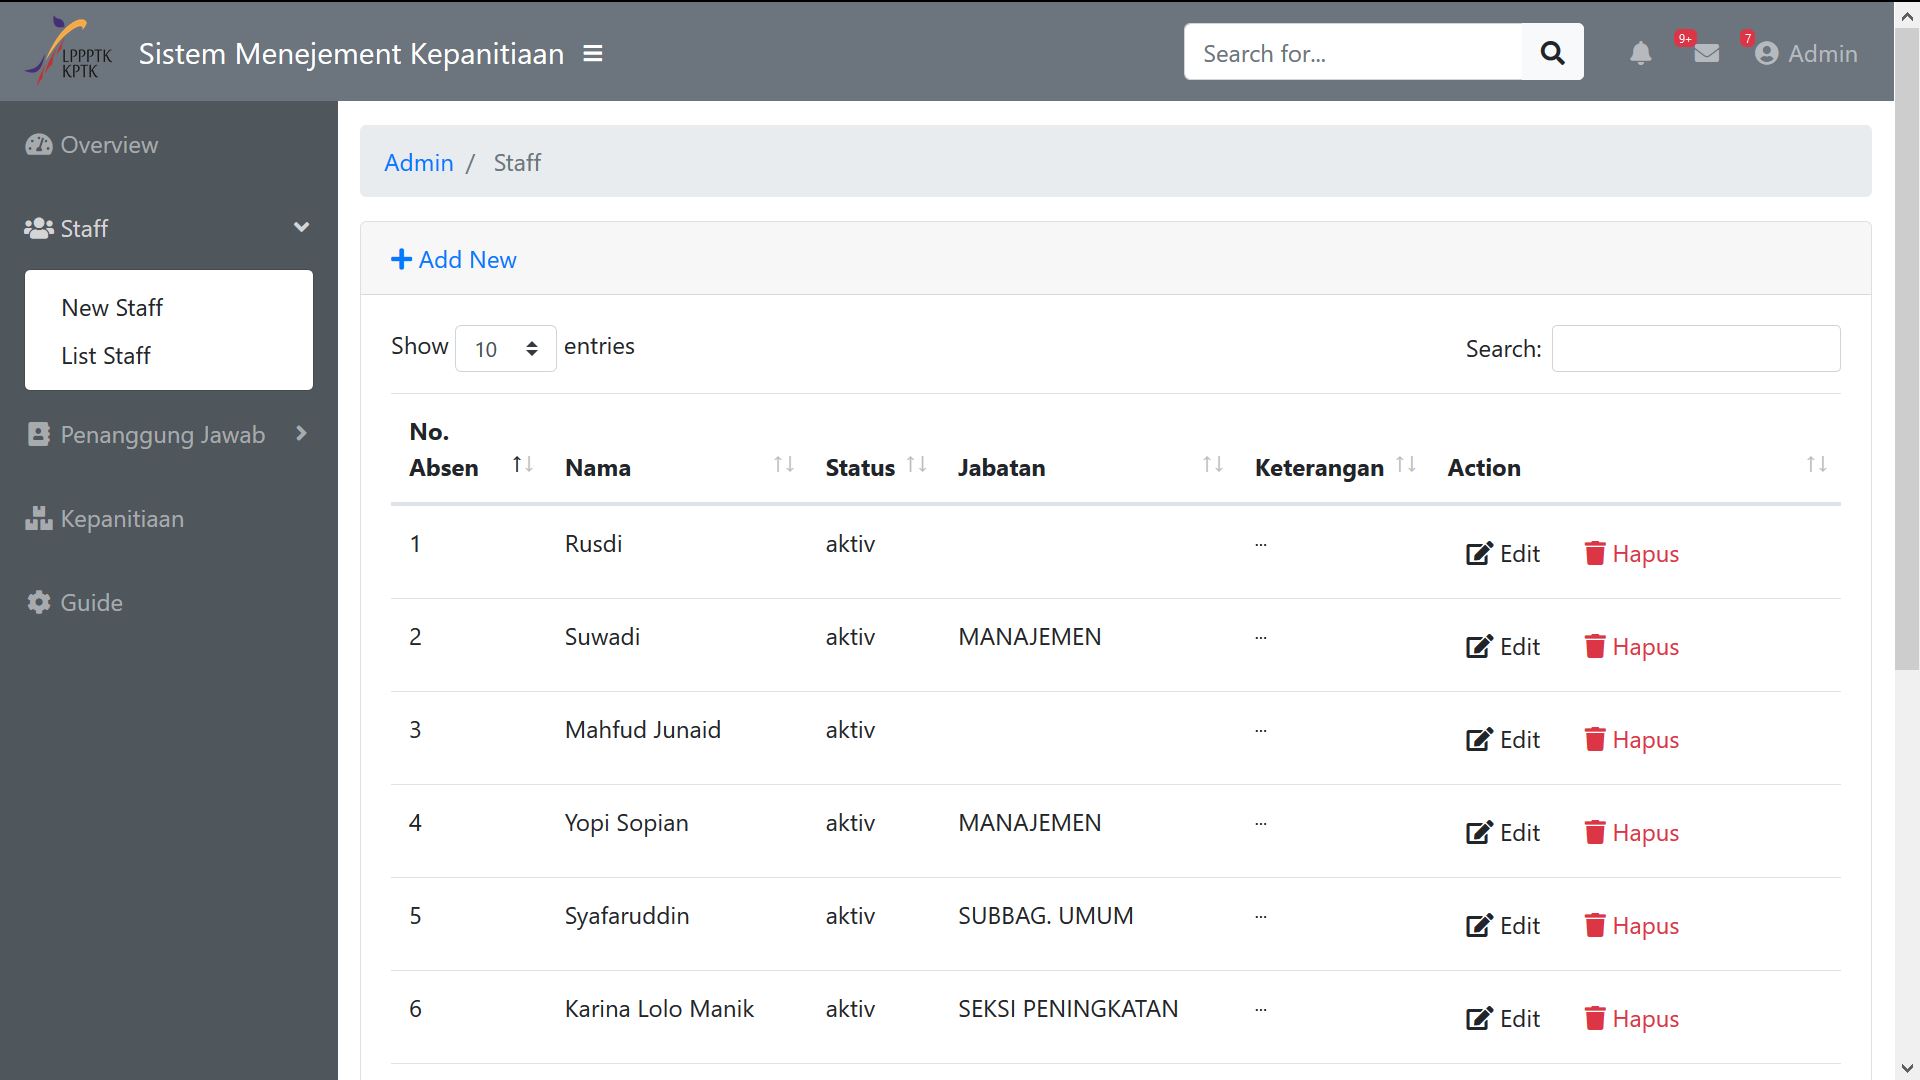 LPPPTK
KPTK
Sistem Menejement Kepanitiaan
Search for...
9+
7
Admin
Overview
Staff
New Staff
List Staff
Penanggung Jawab
Kepanitiaan
Guide
Admin / Staff
Add New
Show 10 entries
Search:
No.
Absen Nama Status Jabatan Keterangan Action
1 Rusdi aktiv ... Edit Hapus
2 Suwadi aktiv MANAJEMEN ... Edit Hapus
3 Mahfud Junaid aktiv ... Edit Hapus
4 Yopi Sopian aktiv MANAJEMEN ... Edit Hapus
5 Syafaruddin aktiv SUBBAG. UMUM ... Edit Hapus
6 Karina Lolo Manik aktiv SEKSI PENINGKATAN ... Edit Hapus